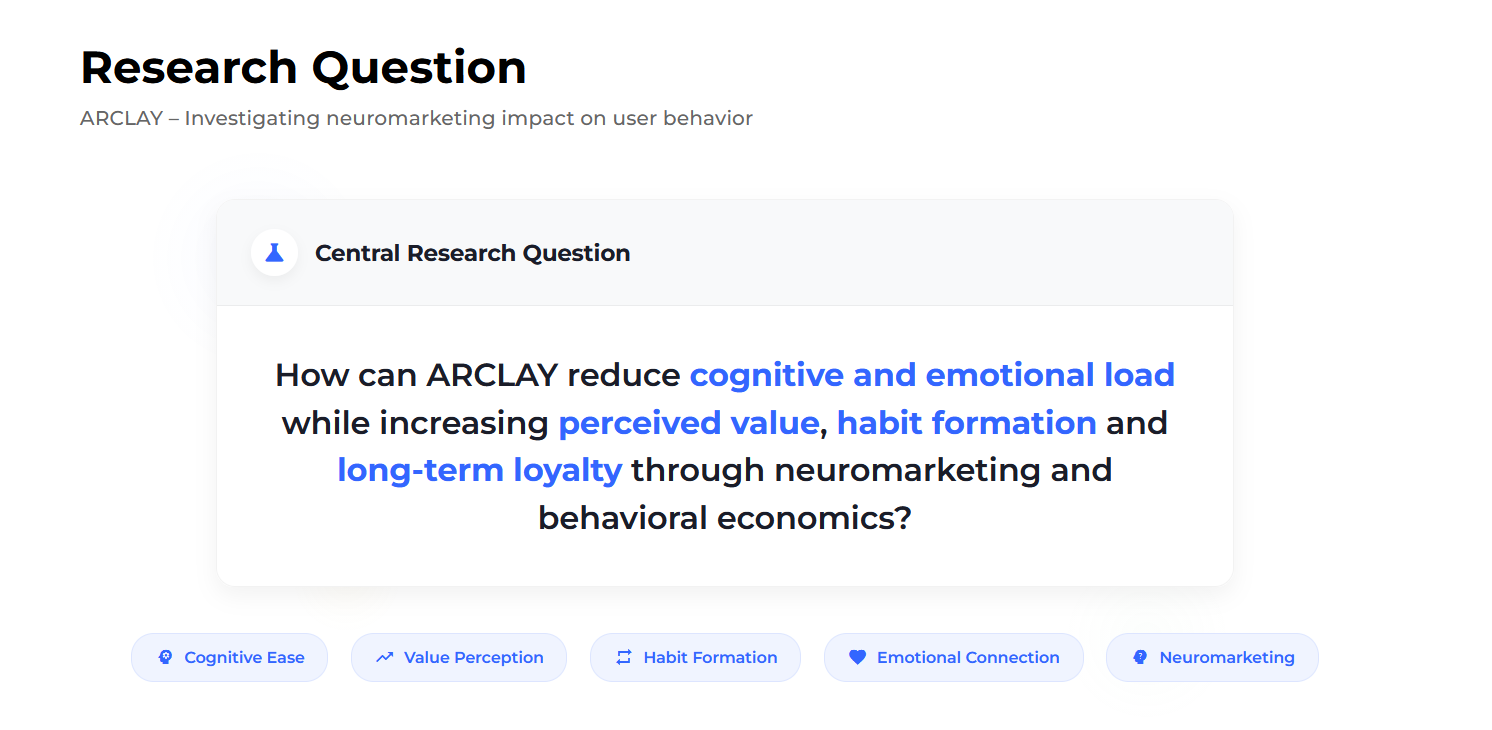 Research Question
ARCLAY – Investigating neuromarketing impact on user behavior
Central Research Question
How can ARCLAY reduce cognitive and emotional load
while increasing perceived value, habit formation and
long-term loyalty through neuromarketing and
behavioral economics?
Cognitive Ease
Value Perception
Habit Formation
Emotional Connection
Neuromarketing